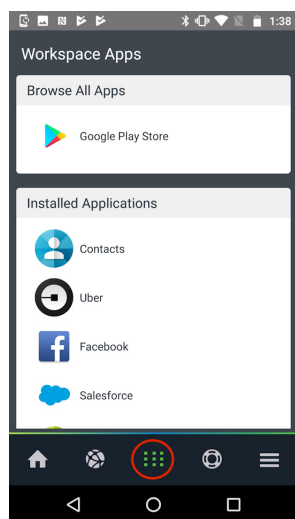 1:38
Workspace Apps
Browse All Apps
Google Play Store
Installed Applications
Contacts
Uber
Facebook
Salesforce